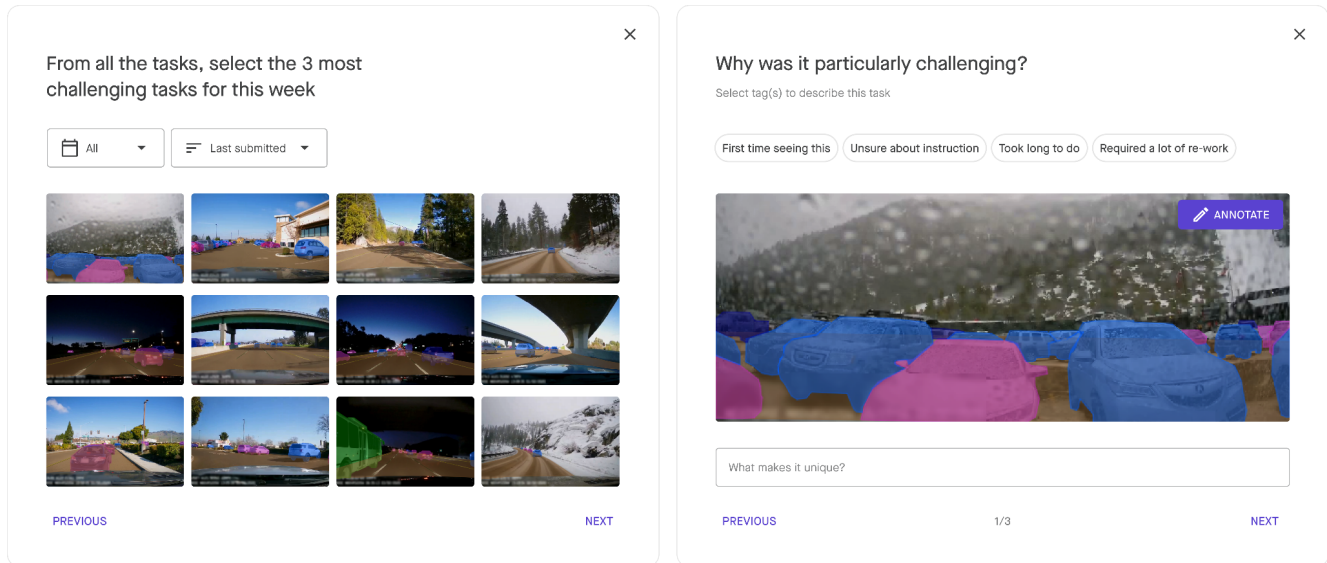 From all the tasks, select the 3 most
challenging tasks for this week
All
Last submitted
PREVIOUS
NEXT
Why was it particularly challenging?
Select tag(s) to describe this task
First time seeing this
Unsure about instruction
Took long to do
Required a lot of re-work
ANNOTATE
What makes it unique?
PREVIOUS
1/3
NEXT